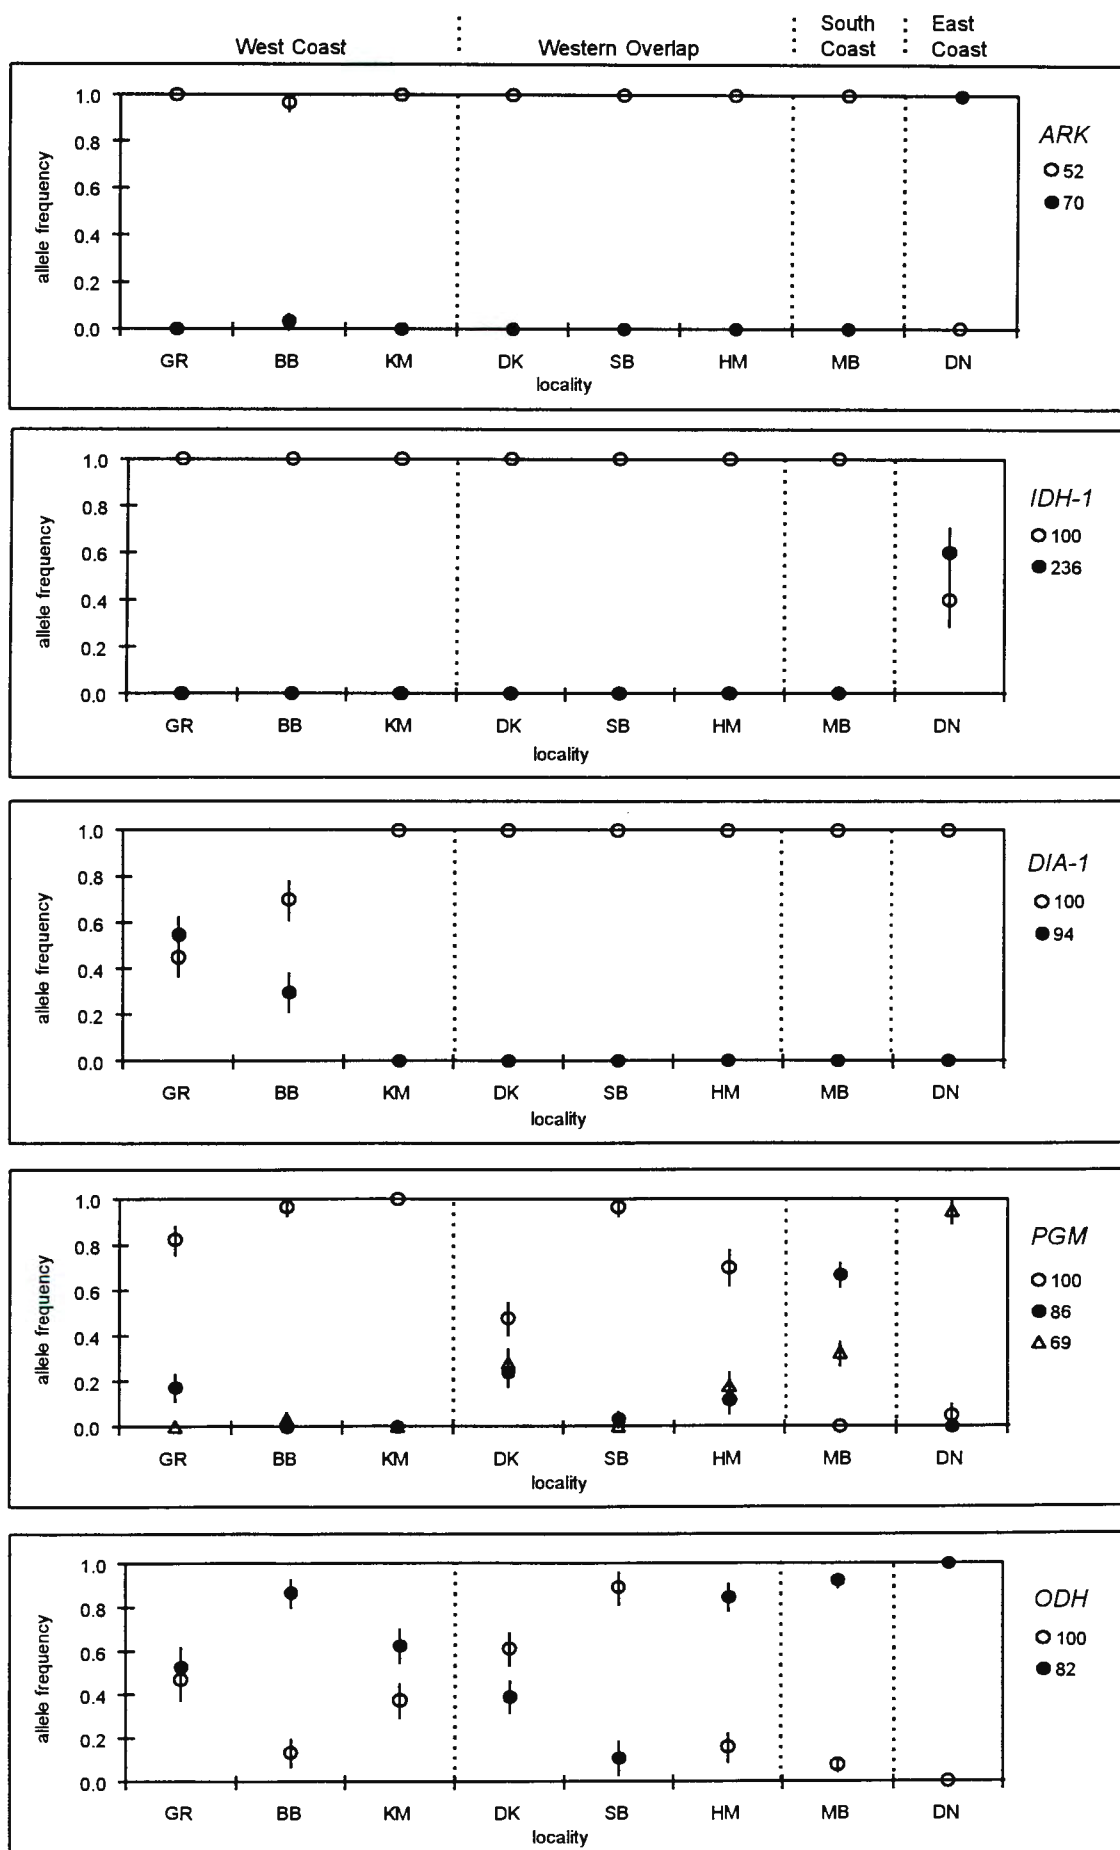 West Coast
Western Overlap
South Coast
East Coast
allele frequency
1.0
0.8
0.6
0.4
0.2
0.0
GR BB KM DK SB HM MB DN
locality
ARK
52
70
allele frequency
1.0
0.8
0.6
0.4
0.2
0.0
GR BB KM DK SB HM MB DN
locality
IDH-1
100
236
allele frequency
1.0
0.8
0.6
0.4
0.2
0.0
GR BB KM DK SB HM MB DN
locality
DIA-1
100
94
allele frequency
1.0
0.8
0.6
0.4
0.2
0.0
GR BB KM DK SB HM MB DN
locality
PGM
100
86
69
allele frequency
1.0
0.8
0.6
0.4
0.2
0.0
GR BB KM DK SB HM MB DN
locality
ODH
100
82